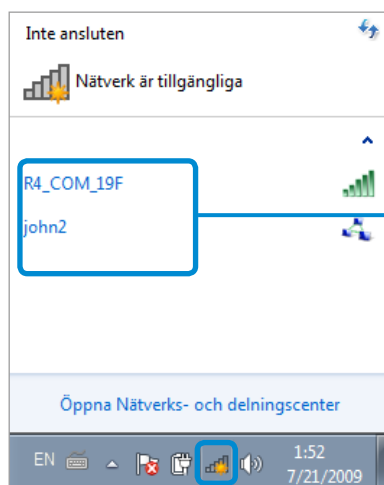 Inte ansluten
Nätverk är tillgängliga
R4_COM_19F
john2
Öppna Nätverks- och delningscenter
EN
1:52
7/21/2009